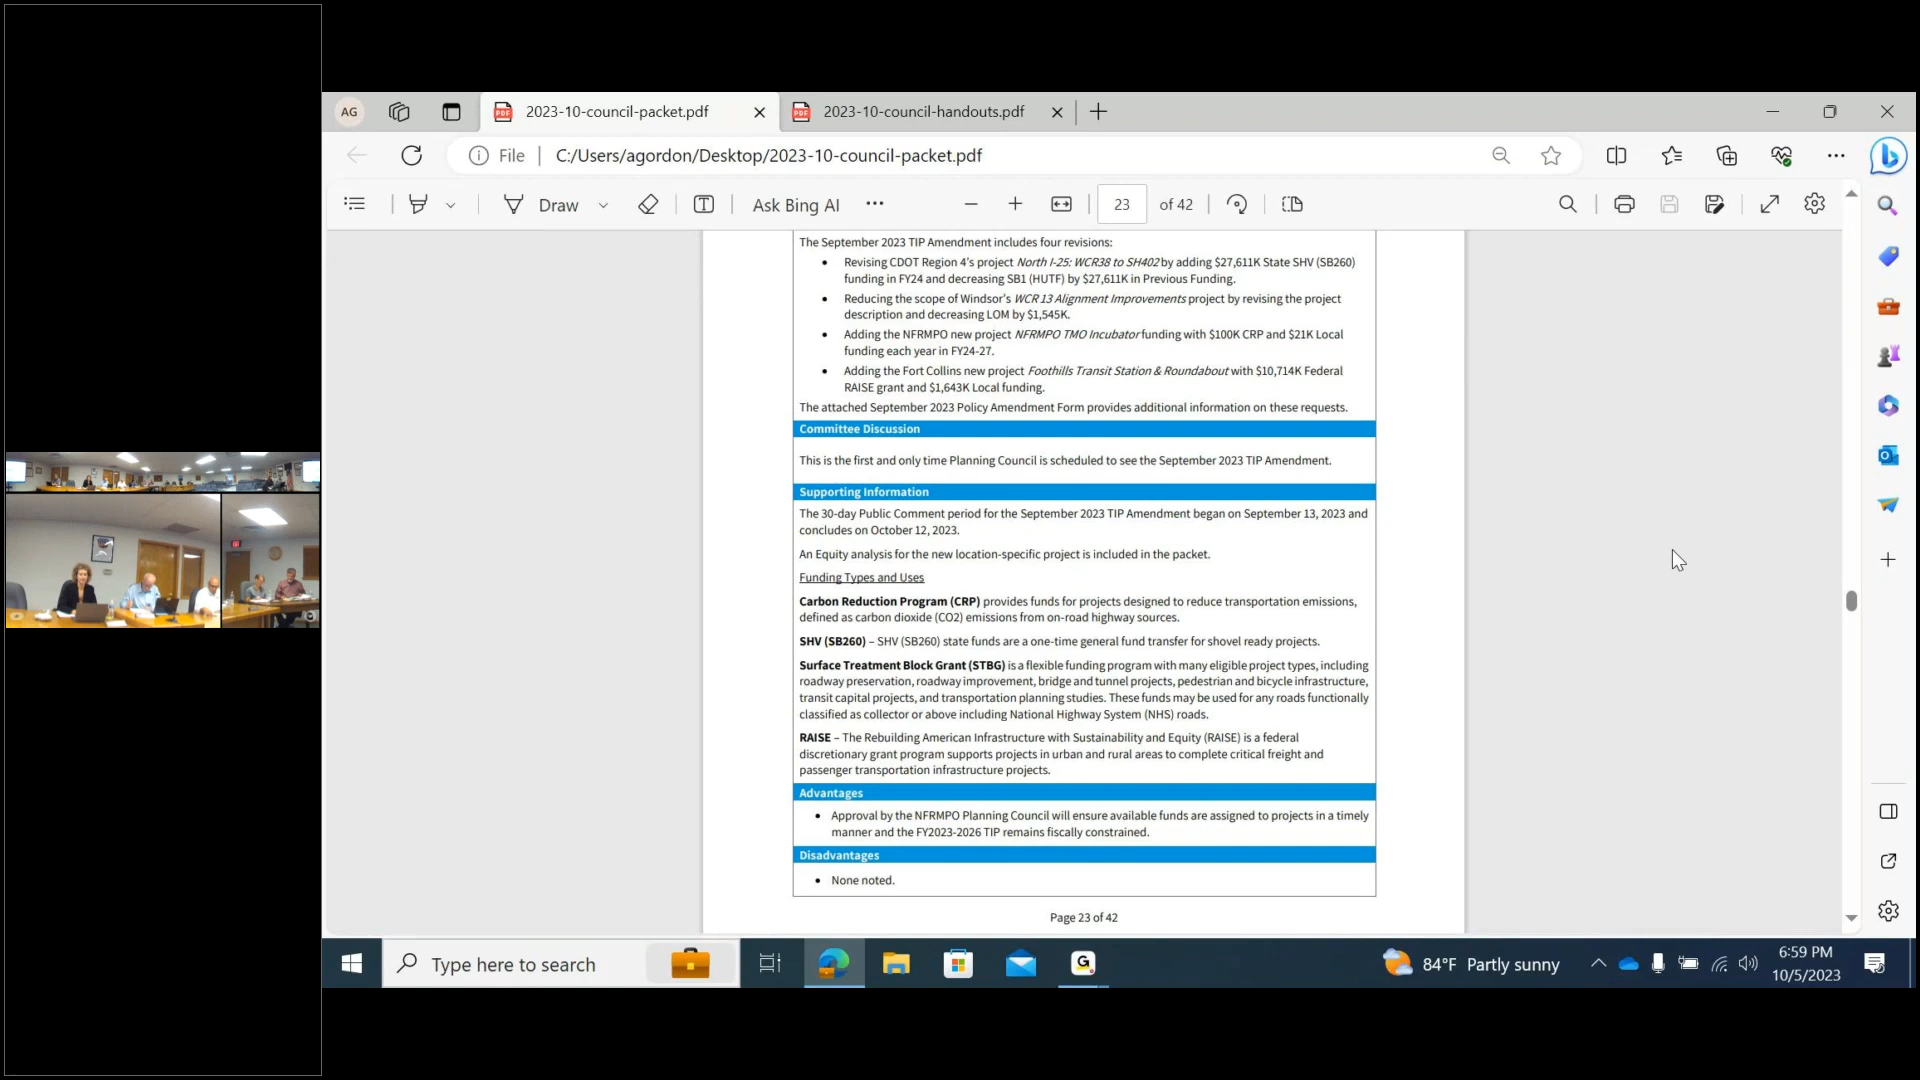 AG
2023-10-council-packet.pdf
2023-10-council-handouts.pdf
File
C:/Users/agordon/Desktop/2023-10-council-packet.pdf
Draw
Ask Bing AI
23 of 42
The September 2023 TIP Amendment includes four revisions:
• Revising CDOT Region 4's project North I-25: WCR38 to SH402 by adding $27,611K State SHV (SB260)
funding in FY24 and decreasing SB1 (HUTF) by $27,611K in Previous Funding.
• Reducing the scope of Windsor's WCR 13 Alignment Improvements project by revising the project
description and decreasing LOM by $1,545K.
• Adding the NFRMPO new project NFRMPO TMO Incubator funding with $100K CRP and $21K Local
funding each year in FY24-27.
• Adding the Fort Collins new project Foothills Transit Station & Roundabout with $10,714K Federal
RAISE grant and $1,643K Local funding.
The attached September 2023 Policy Amendment Form provides additional information on these requests.
Committee Discussion
This is the first and only time Planning Council is scheduled to see the September 2023 TIP Amendment.
Supporting Information
The 30-day Public Comment period for the September 2023 TIP Amendment began on September 13, 2023 and
concludes on October 12, 2023.
An Equity analysis for the new location-specific project is included in the packet.
Funding Types and Uses
Carbon Reduction Program (CRP) provides funds for projects designed to reduce transportation emissions,
defined as carbon dioxide (CO2) emissions from on-road highway sources.
SHV (SB260) – SHV (SB260) state funds are a one-time general fund transfer for shovel ready projects.
Surface Treatment Block Grant (STBG) is a flexible funding program with many eligible project types, including
roadway preservation, roadway improvement, bridge and tunnel projects, pedestrian and bicycle infrastructure,
transit capital projects, and transportation planning studies. These funds may be used for any roads functionally
classified as collector or above including National Highway System (NHS) roads.
RAISE – The Rebuilding American Infrastructure with Sustainability and Equity (RAISE) is a federal
discretionary grant program supports projects in urban and rural areas to complete critical freight and
passenger transportation infrastructure projects.
Advantages
• Approval by the NFRMPO Planning Council will ensure available funds are assigned to projects in a timely
manner and the FY2023-2026 TIP remains fiscally constrained.
Disadvantages
• None noted.
Page 23 of 42
Type here to search
84°F Partly sunny
6:59 PM
10/5/2023